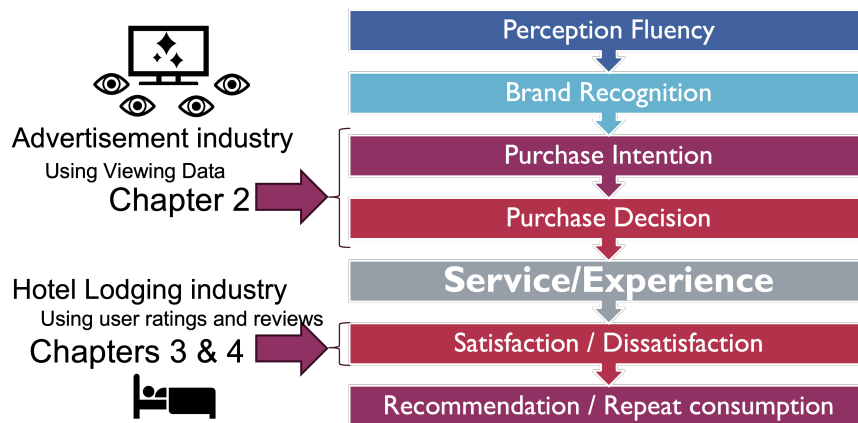 Perception Fluency
Brand Recognition
Advertisement industry
Using Viewing Data
Chapter 2
Purchase Intention
Purchase Decision
Service/Experience
Hotel Lodging industry
Using user ratings and reviews
Chapters 3 & 4
Satisfaction / Dissatisfaction
Recommendation / Repeat consumption